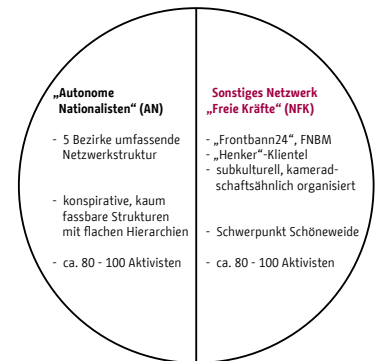 „Autonome
Nationalisten“ (AN)
- 5 Bezirke umfassende
Netzwerkstruktur
- konspirative, kaum
fassbare Strukturen
mit flachen Hierarchien
- ca. 80 - 100 Aktivisten
Sonstiges Netzwerk
„Freie Kräfte“ (NFK)
- „Frontbann24“, FNBM
- „Henker“-Klientel
- subkulturell, kamerad-
schaftsähnlich organisiert
- Schwerpunkt Schöneweide
- ca. 80 - 100 Aktivisten